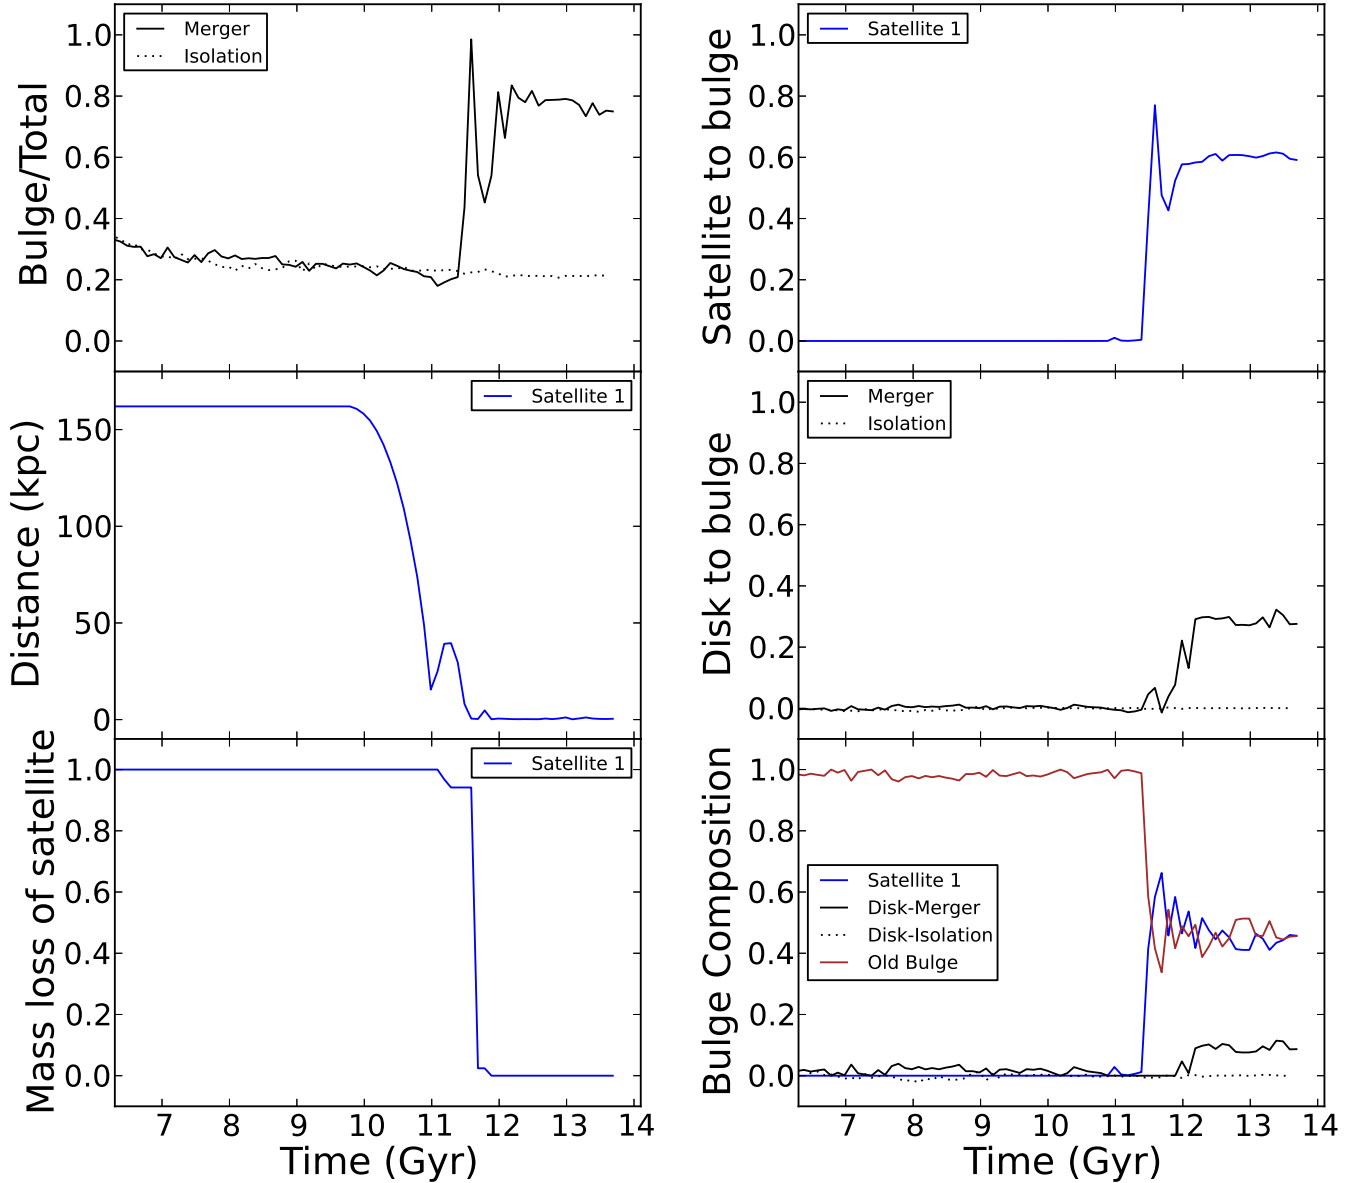 Bulge/Total
1.0
0.8
0.6
0.4
0.2
0.0
Merger
Isolation
Satellite to bulge
1.0
0.8
0.6
0.4
0.2
0.0
Satellite 1
Distance (kpc)
150
100
50
0
Satellite 1
Disk to bulge
1.0
0.8
0.6
0.4
0.2
0.0
Merger
Isolation
Mass loss of satellite
1.0
0.8
0.6
0.4
0.2
0.0
Satellite 1
7 8 9 10 11 12 13 14
Time (Gyr)
Bulge Composition
1.0
0.8
0.6
0.4
0.2
0.0
Satellite 1
Disk-Merger
Disk-Isolation
Old Bulge
7 8 9 10 11 12 13 14
Time (Gyr)